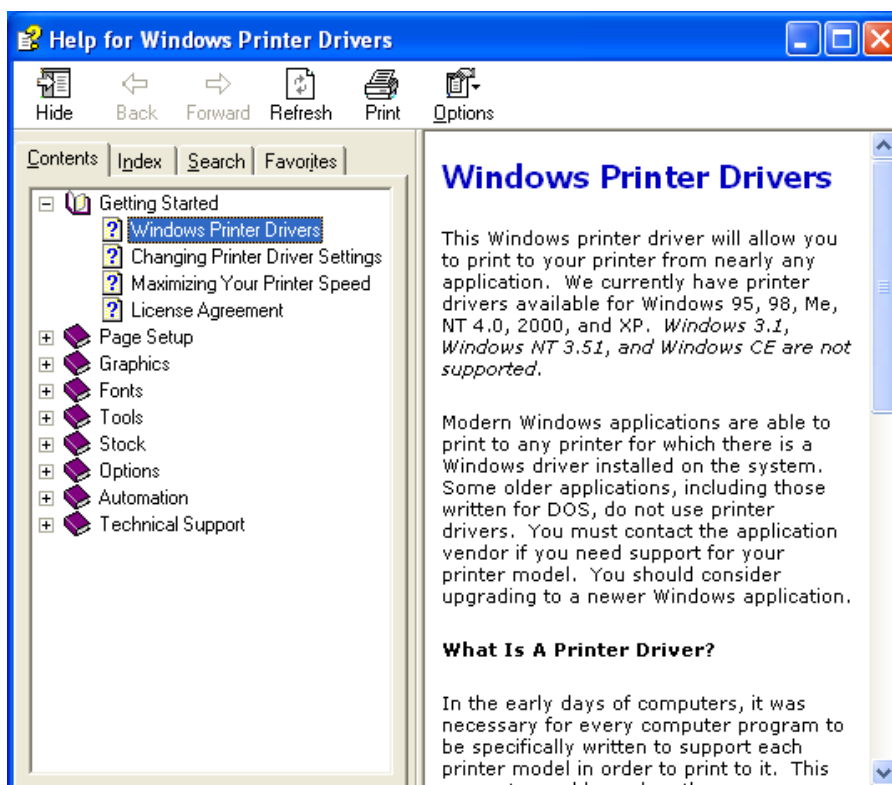 Help for Windows Printer Drivers
Hide Back Forward Refresh Print Options
Contents Index Search Favorites
Getting Started
Windows Printer Drivers
Changing Printer Driver Settings
Maximizing Your Printer Speed
License Agreement
Page Setup
Graphics
Fonts
Tools
Stock
Options
Automation
Technical Support
Windows Printer Drivers
This Windows printer driver will allow you
to print to your printer from nearly any
application. We currently have printer
drivers available for Windows 95, 98, Me,
NT 4.0, 2000, and XP. Windows 3.1,
Windows NT 3.51, and Windows CE are not
supported.
Modern Windows applications are able to
print to any printer for which there is a
Windows driver installed on the system.
Some older applications, including those
written for DOS, do not use printer
drivers. You must contact the application
vendor if you need support for your
printer model. You should consider
upgrading to a newer Windows application.
What Is A Printer Driver?
In the early days of computers, it was
necessary for every computer program to
be specifically written to support each
printer model in order to print to it. This